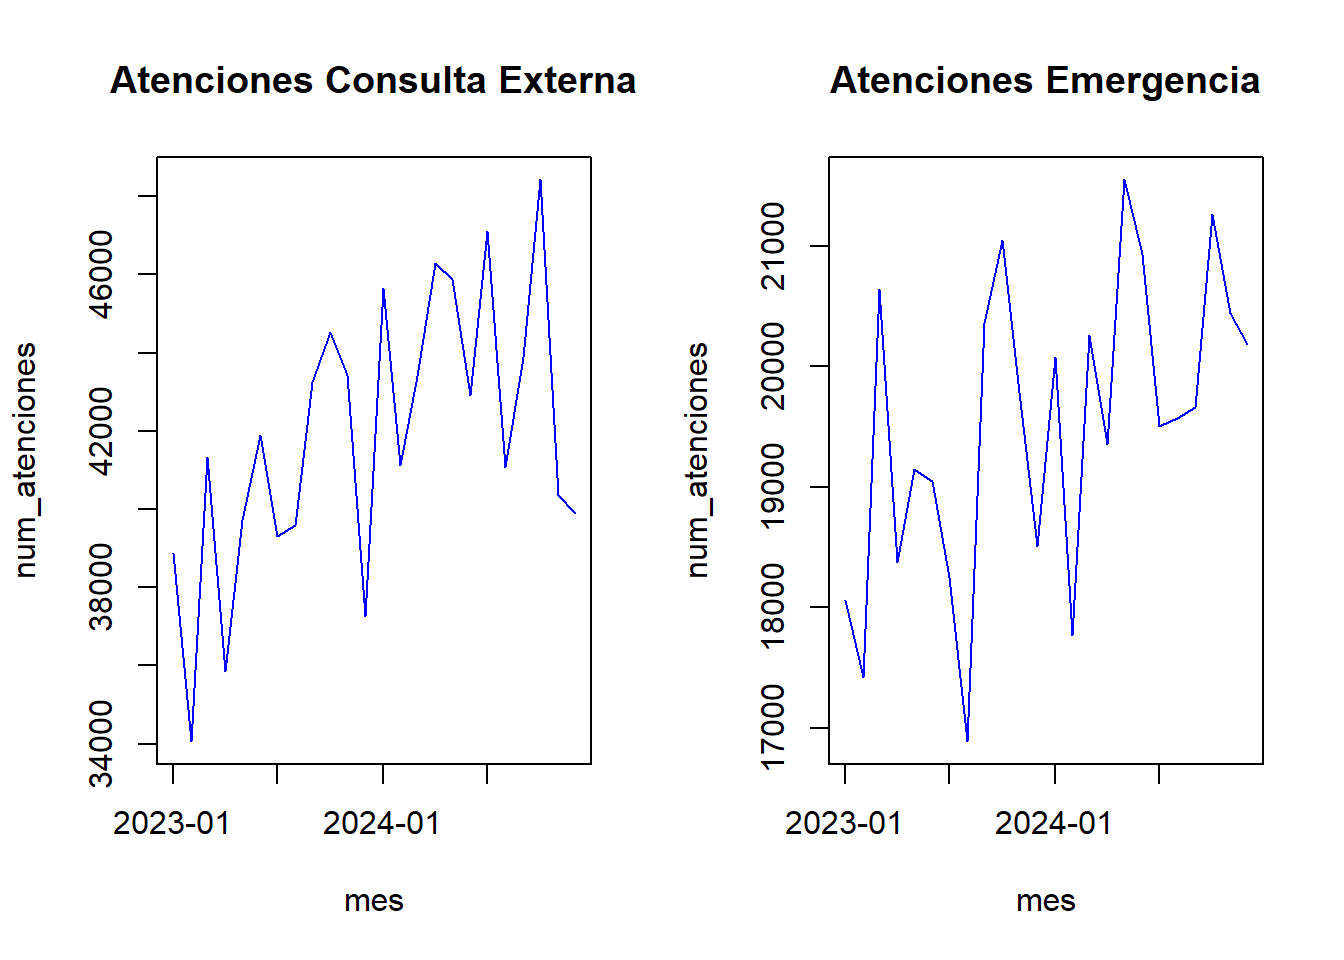 Atenciones Consulta Externa
num_atenciones
46000
42000
38000
34000
2023-01
2024-01
mes
Atenciones Emergencia
num_atenciones
21000
20000
19000
18000
17000
2023-01
2024-01
mes